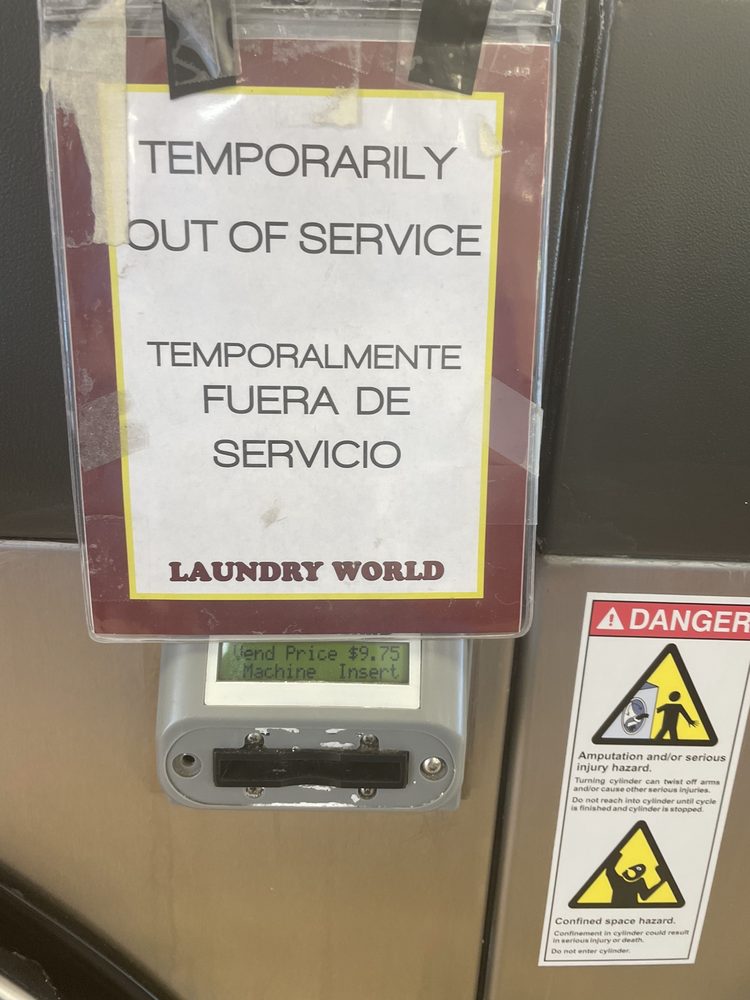 TEMPORARILY
OUT OF SERVICE
TEMPORALMENTE
FUERA DE
SERVICIO
LAUNDRY WORLD
Vend Price $9.75
Machine Insert
DANGER
Amputation and/or serious
injury hazard.
Turning cylinder can twist off arms
and/or cause other serious injuries.
Do not reach into cylinder until cycle
is finished and cylinder is stopped.
Confined space hazard.
Confinement in cylinder could result
in serious injury or death.
Do not enter cylinder.